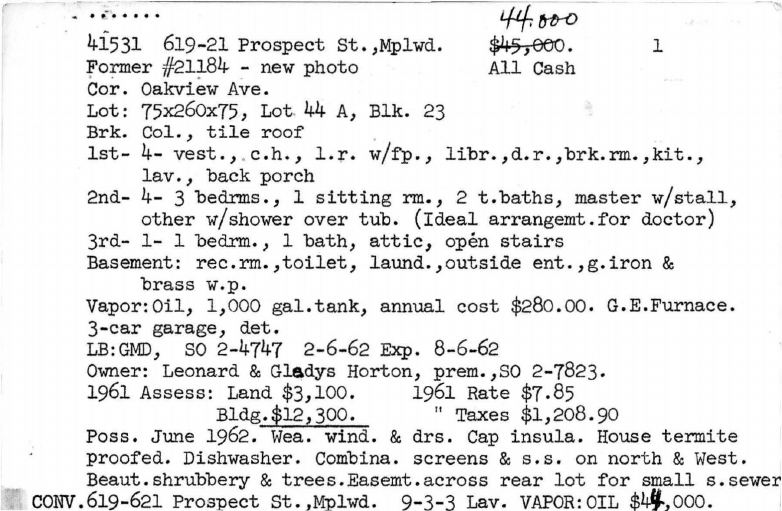 44.000
41531 619-21 Prospect St.,Mplwd. $45,000. 1
Former #21184 - new photo All Cash
Cor. Oakview Ave.
Lot: 75x260x75, Lot 44 A, Blk. 23
Brk. Col., tile roof
1st- 4- vest., c.h., l.r. w/fp., libr.,d.r.,brk.rm.,kit.,
lav., back porch
2nd- 4- 3 bedrms., 1 sitting rm., 2 t.baths, master w/stall,
other w/shower over tub. (Ideal arrangemt.for doctor)
3rd- 1- 1 bedrm., 1 bath, attic, open stairs
Basement: rec.rm.,toilet, laund.,outside ent.,g.iron &
brass w.p.
Vapor:Oil, 1,000 gal.tank, annual cost $280.00. G.E.Furnace.
3-car garage, det.
LB:GMD, SO 2-4747 2-6-62 Exp. 8-6-62
Owner: Leonard & Gladys Horton, prem.,SO 2-7823.
1961 Assess: Land $3,100. 1961 Rate $7.85
Bldg.$12,300. " Taxes $1,208.90
Poss. June 1962. Wea. wind. & drs. Cap insula. House termite
proofed. Dishwasher. Combina. screens & s.s. on north & West.
Beaut.shrubbery & trees.Easemt.across rear lot for small s.sewer
CONV.619-621 Prospect St.,Mplwd. 9-3-3 Lav. VAPOR:OIL $44,000.